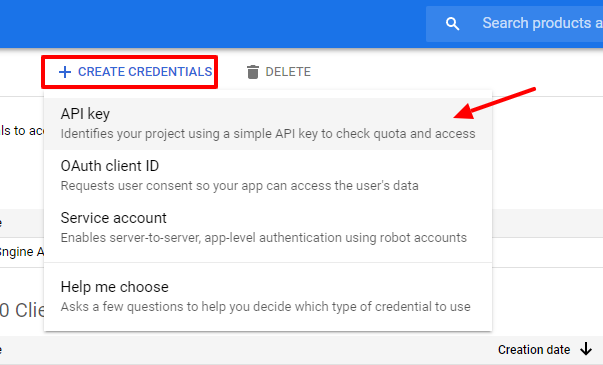 Search products a
CREATE CREDENTIALS
DELETE
API key
Identifies your project using a simple API key to check quota and access
ls to acc
OAuth client ID
Requests user consent so your app can access the user's data
Service account
Enables server-to-server, app-level authentication using robot accounts
ngine A
Help me choose
Asks a few questions to help you decide which type of credential to use
0 Clie
Creation date